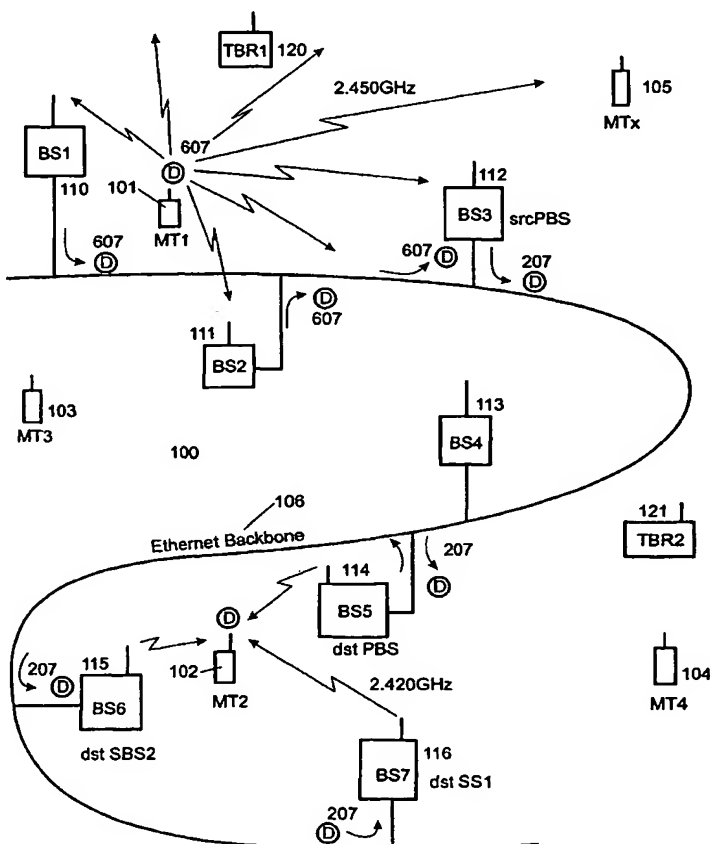 TBR1
120
2.450GHz
105
MTx
BS1
607
D
110
101
MT1
112
BS3
srcPBS
607
D
607
D
207
D
D
607
111
BS2
103
MT3
113
BS4
100
106
Ethernet Backbone
121
TBR2
207
D
114
BS5
dst PBS
D
102
MT2
207
D
115
BS6
dst SBS2
2.420GHz
104
MT4
116
BS7
dst SS1
207
D